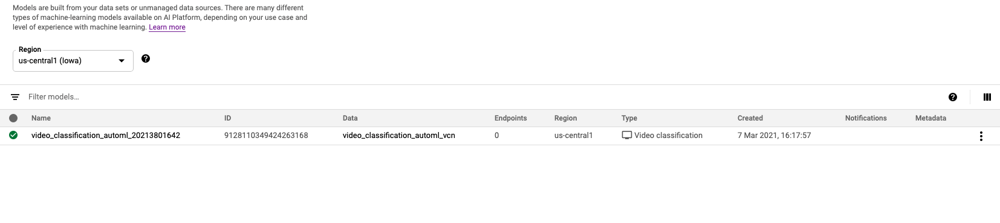 Models are built from your data sets or unmanaged data sources. There are many different
types of machine-learning models available on AI Platform, depending on your use case and
level of experience with machine learning. Learn more
Region
us-central1 (Iowa)
Filter models...
Name ID Data Endpoints Region Type Created Notifications Metadata
video_classification_automl_20213801642 9128110349424263168 video_classification_automl_vcn 0 us-central1 Video classification 7 Mar 2021, 16:17:57